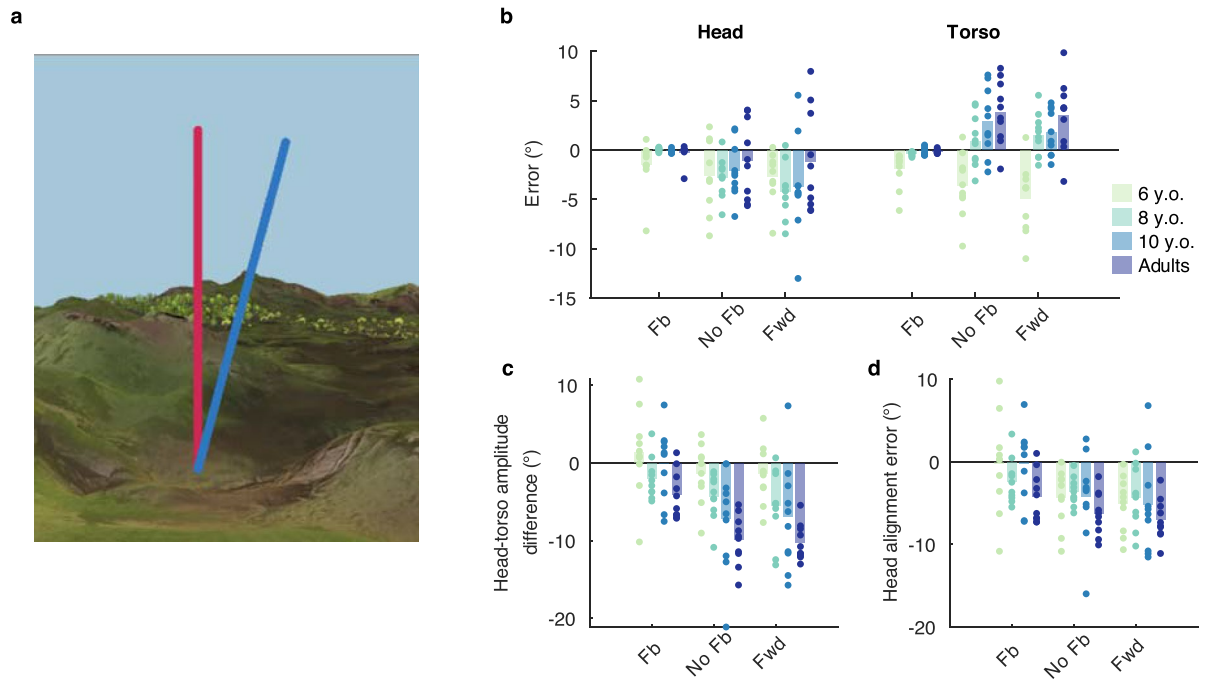 a
b
Head
Torso
10
5
0
-5
-10
-15
Error (°)
Fb
No Fb
Fwd
Fb
No Fb
Fwd
6 y.o.
8 y.o.
10 y.o.
Adults
c
10
0
-10
-20
Head-torso amplitude
difference (°)
Fb
No Fb
Fwd
d
10
0
-10
-20
Head alignment error (°)
Fb
No Fb
Fwd